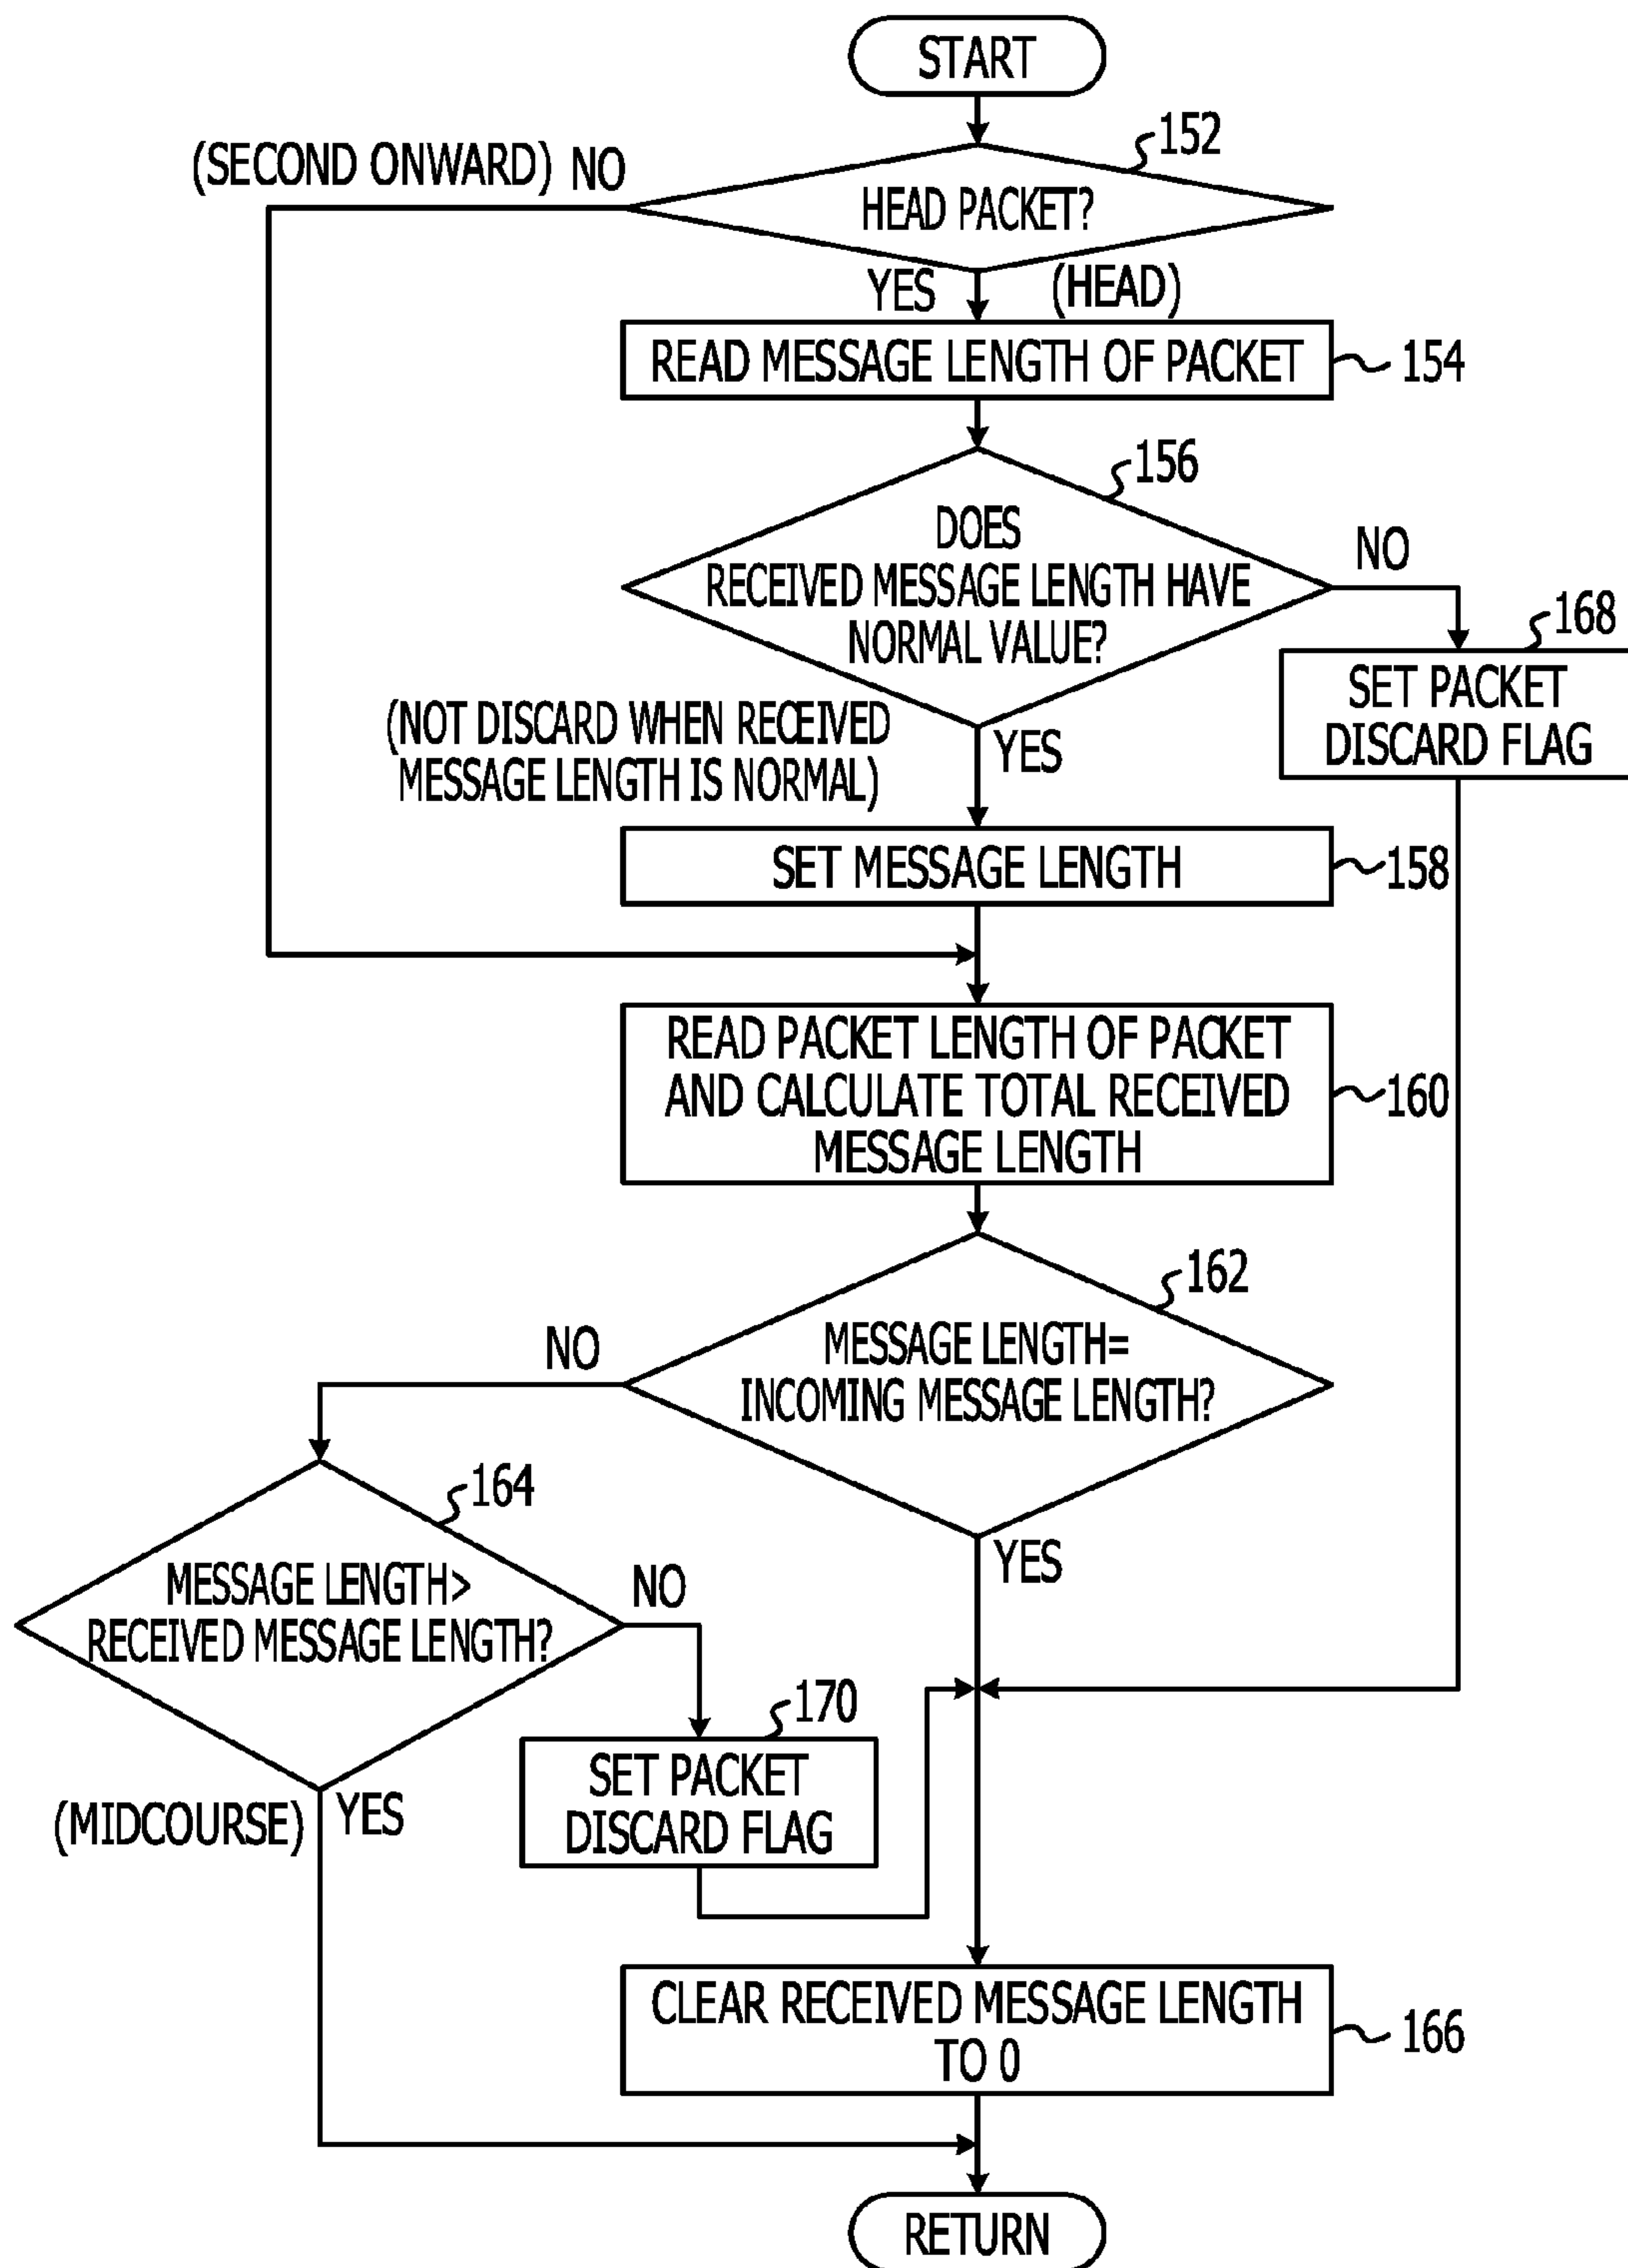 START
152
(SECOND ONWARD) NO
HEAD PACKET?
YES (HEAD)
READ MESSAGE LENGTH OF PACKET
154
156
DOES
RECEIVED MESSAGE LENGTH HAVE
NORMAL VALUE?
NO
168
SET PACKET
DISCARD FLAG
(NOT DISCARD WHEN RECEIVED
MESSAGE LENGTH IS NORMAL)
YES
SET MESSAGE LENGTH
158
READ PACKET LENGTH OF PACKET
AND CALCULATE TOTAL RECEIVED
MESSAGE LENGTH
160
162
MESSAGE LENGTH=
INCOMING MESSAGE LENGTH?
NO
YES
164
MESSAGE LENGTH>
RECEIVED MESSAGE LENGTH?
NO
170
SET PACKET
DISCARD FLAG
(MIDCOURSE) YES
CLEAR RECEIVED MESSAGE LENGTH
TO 0
166
RETURN